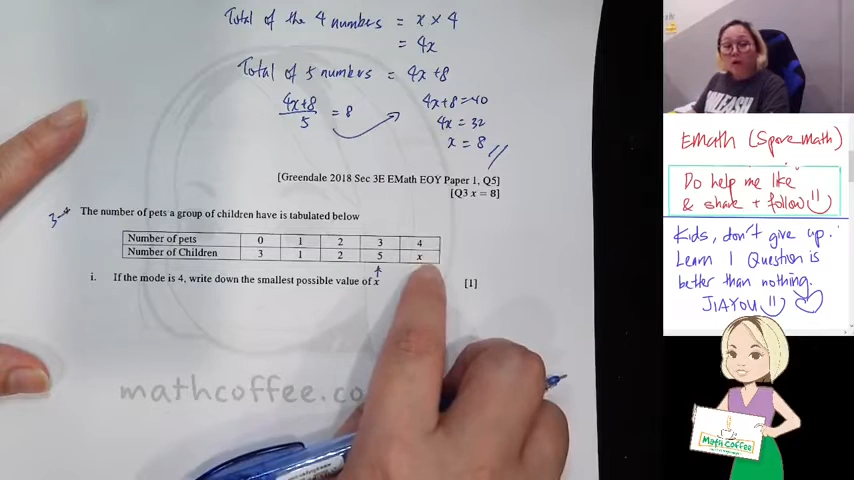 Total of the 4 numbers = x × 4
= 4x
Total of 5 numbers = 4x+8
4x+8
5
= 8
4x+8=40
4x = 32
x = 8 //
[Greendale 2018 Sec 3E EMath EOY Paper 1, Q5]
[Q3 x = 8]
3→ The number of pets a group of children have is tabulated below
Number of pets 0 1 2 3 4
Number of Children 3 1 2 5 x
i. If the mode is 4, write down the smallest possible value of x [1]
mathcoffee.co
UNLEASH
EMath (Spore math)
Do help me like
& share + follow
Kids, don't give up.
Learn 1 Question is
better than nothing.
JIAYOU
MathCoffee